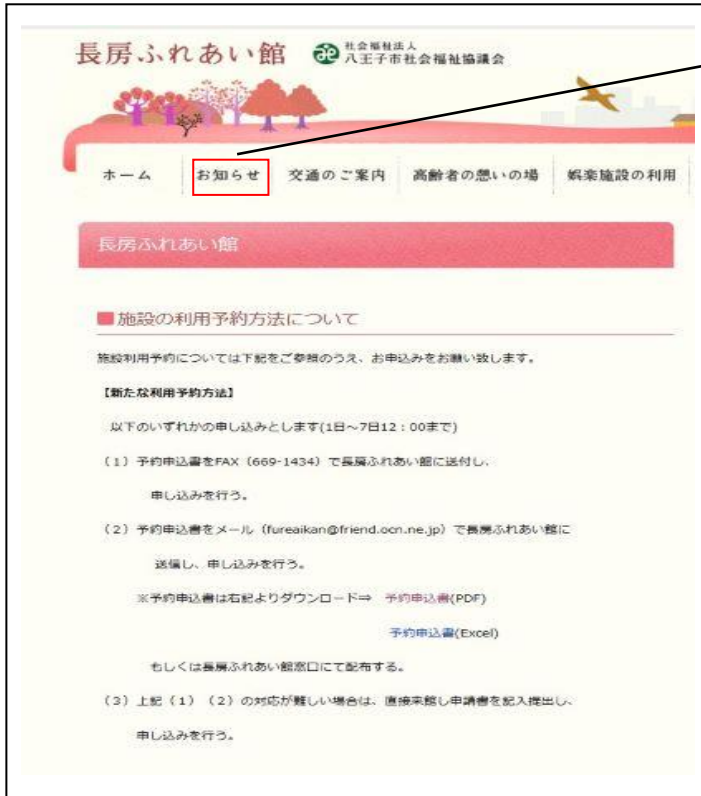 長房ふれあい館
社会福祉法人
八王子市社会福祉協議会
ホーム
お知らせ
交通のご案内
高齢者の憩いの場
娯楽施設の利用
長房ふれあい館
■施設の利用予約方法について
施設利用予約については下記をご参照のうえ、お申込みをお願い致します。
【新たな利用予約方法】
以下のいずれかの申し込みとします(1日～7日12：00まで)
（1）予約申込書をFAX（669-1434）で長房ふれあい館に送付し、
申し込みを行う。
（2）予約申込書をメール（fureaikan@friend.ocn.ne.jp）で長房ふれあい館に
送信し、申し込みを行う。
※予約申込書は右記よりダウンロード⇒　予約申込書(PDF)
予約申込書(Excel)
もしくは長房ふれあい館窓口にて配布する。
（3）上記（1）（2）の対応が難しい場合は、直接来館し申請書を記入提出し、
申し込みを行う。